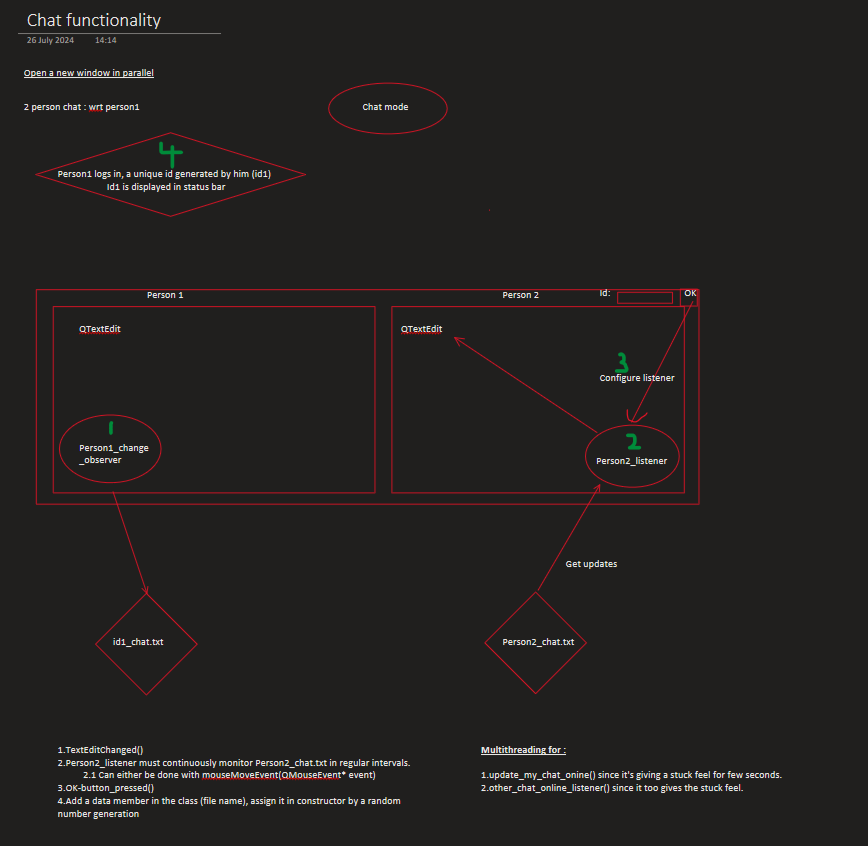 Chat functionality
26 July 2024 14:14
Open a new window in parallel
2 person chat : wrt person1
Chat mode
4
Person1 logs in, a unique id generated by him (id1)
Id1 is displayed in status bar
Person 1
Person 2
Id:
OK
QTextEdit
QTextEdit
3
Configure listener
1
Person1_change
_observer
2
Person2_listener
Get updates
id1_chat.txt
Person2_chat.txt
1.TextEditChanged()
2.Person2_listener must continuously monitor Person2_chat.txt in regular intervals.
2.1 Can either be done with mouseMoveEvent(QMouseEvent* event)
3.OK-button_pressed()
4.Add a data member in the class (file name), assign it in constructor by a random
number generation
Multithreading for :
1.update_my_chat_onine() since it's giving a stuck feel for few seconds.
2.other_chat_online_listener() since it too gives the stuck feel.